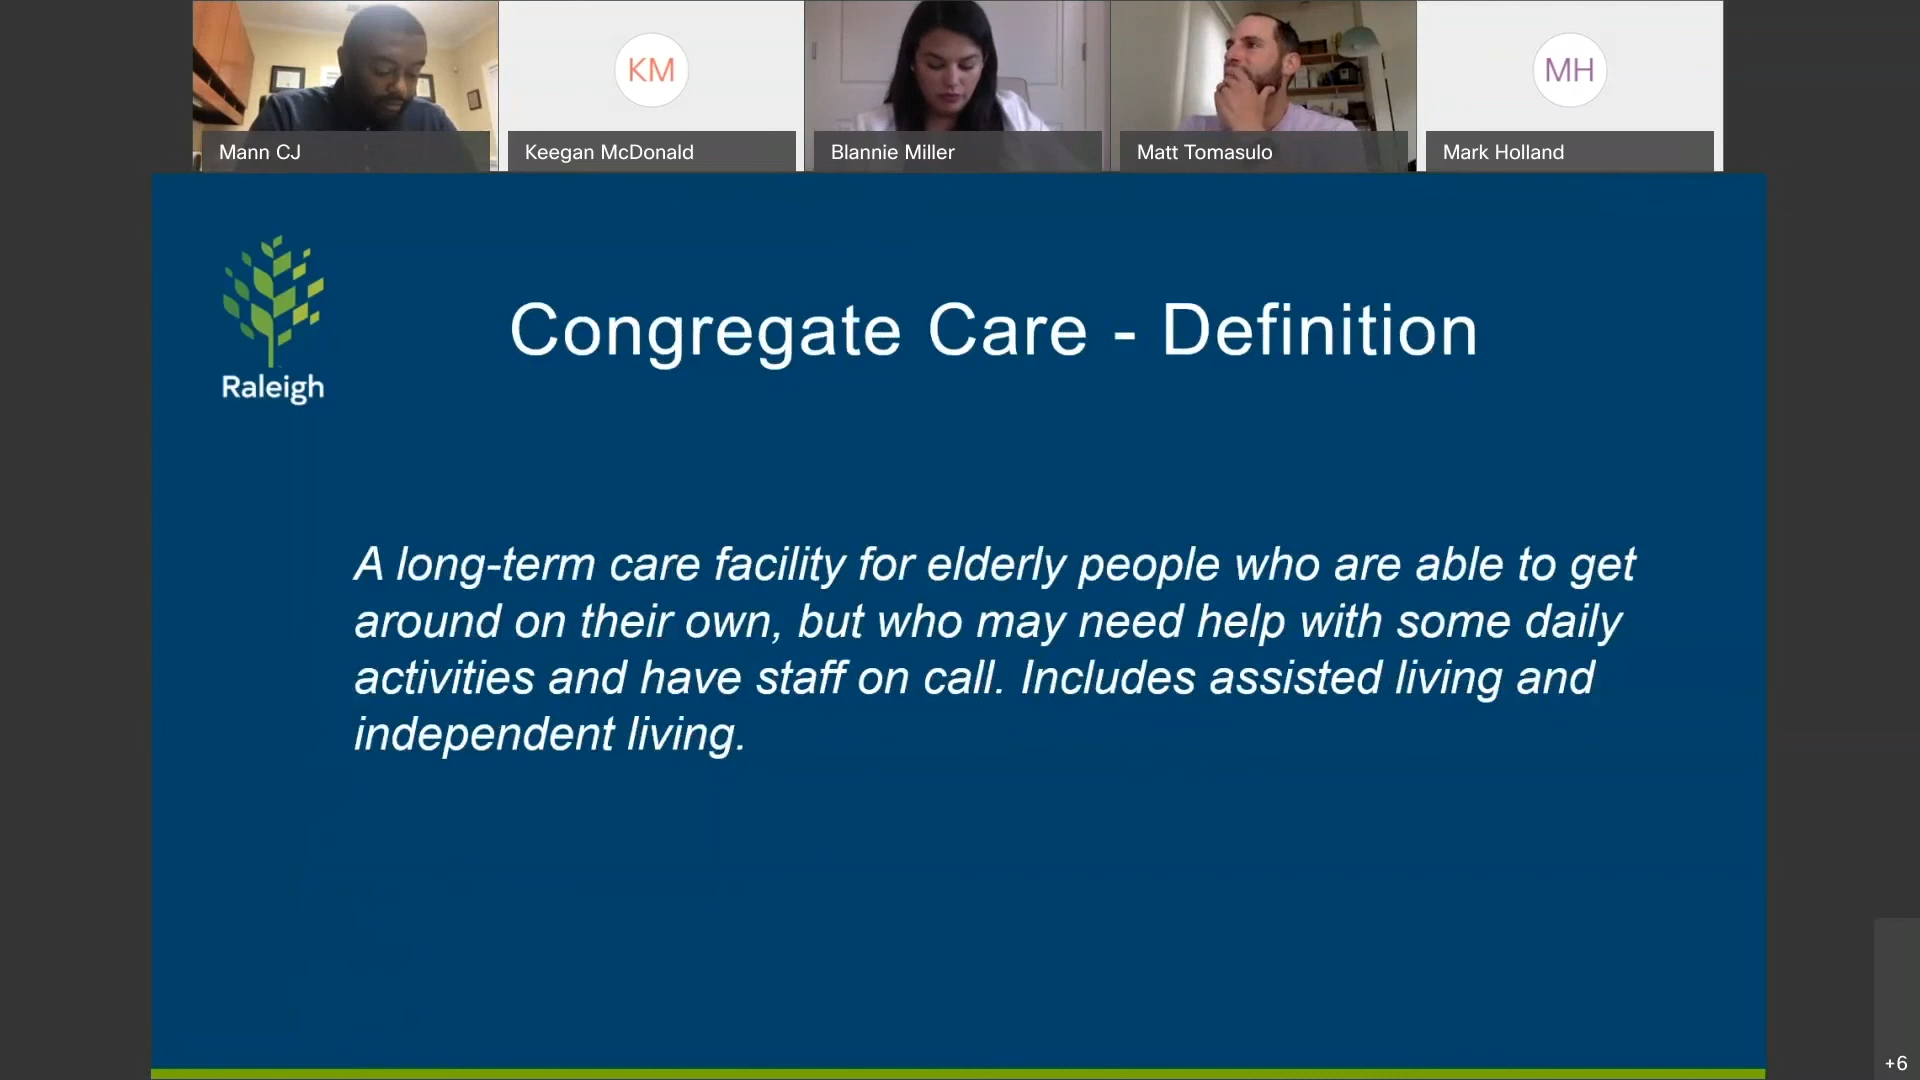 KM
MH
Mann CJ
Keegan McDonald
Blannie Miller
Matt Tomasulo
Mark Holland
Raleigh
Congregate Care - Definition
A long-term care facility for elderly people who are able to get
around on their own, but who may need help with some daily
activities and have staff on call. Includes assisted living and
independent living.
+6